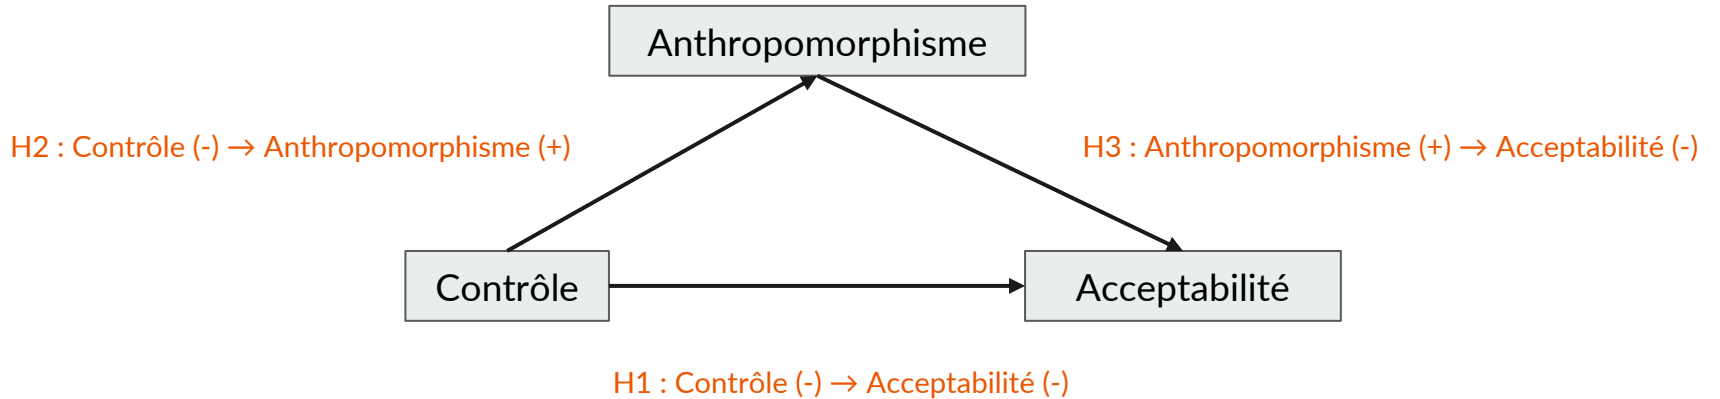 Anthropomorphisme
H2 : Contrôle (-) → Anthropomorphisme (+)
H3 : Anthropomorphisme (+) → Acceptabilité (-)
Contrôle
Acceptabilité
H1 : Contrôle (-) → Acceptabilité (-)